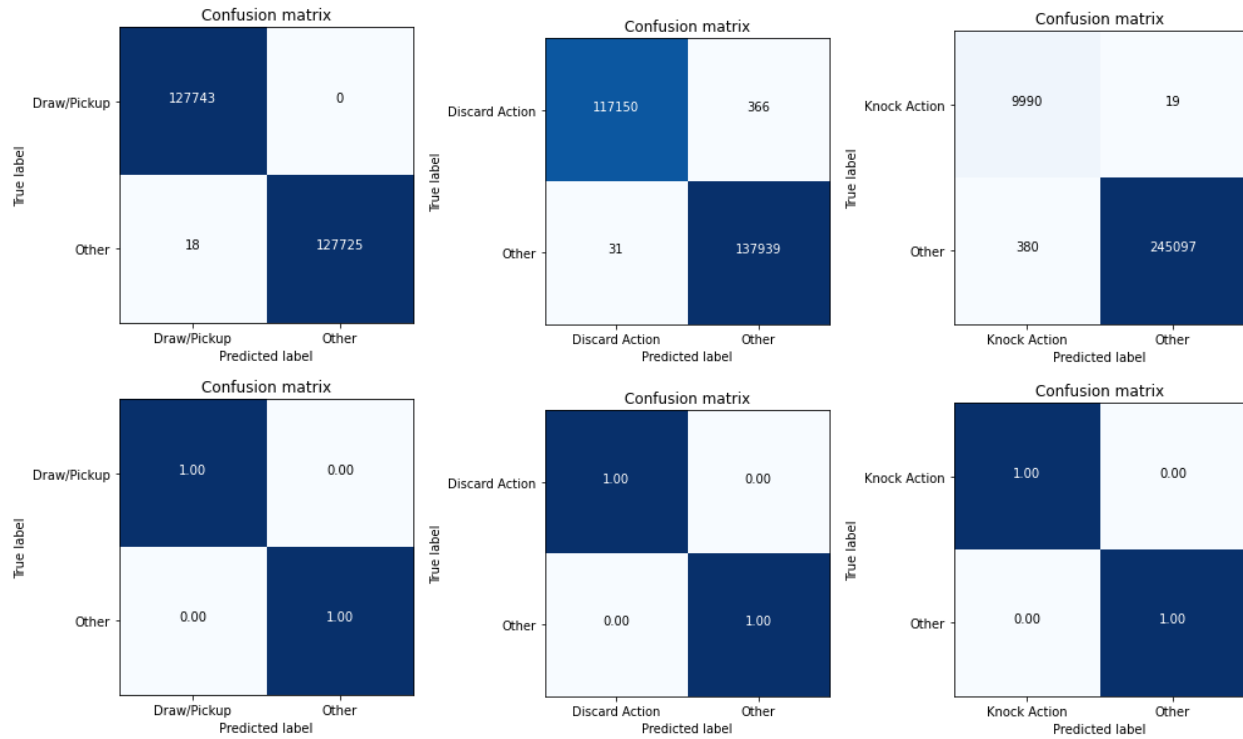 Confusion matrix
True label
Draw/Pickup
127743
0
Other
18
127725
Draw/Pickup
Other
Predicted label
Confusion matrix
True label
Discard Action
117150
366
Other
31
137939
Discard Action
Other
Predicted label
Confusion matrix
True label
Knock Action
9990
19
Other
380
245097
Knock Action
Other
Predicted label
Confusion matrix
True label
Draw/Pickup
1.00
0.00
Other
0.00
1.00
Draw/Pickup
Other
Predicted label
Confusion matrix
True label
Discard Action
1.00
0.00
Other
0.00
1.00
Discard Action
Other
Predicted label
Confusion matrix
True label
Knock Action
1.00
0.00
Other
0.00
1.00
Knock Action
Other
Predicted label